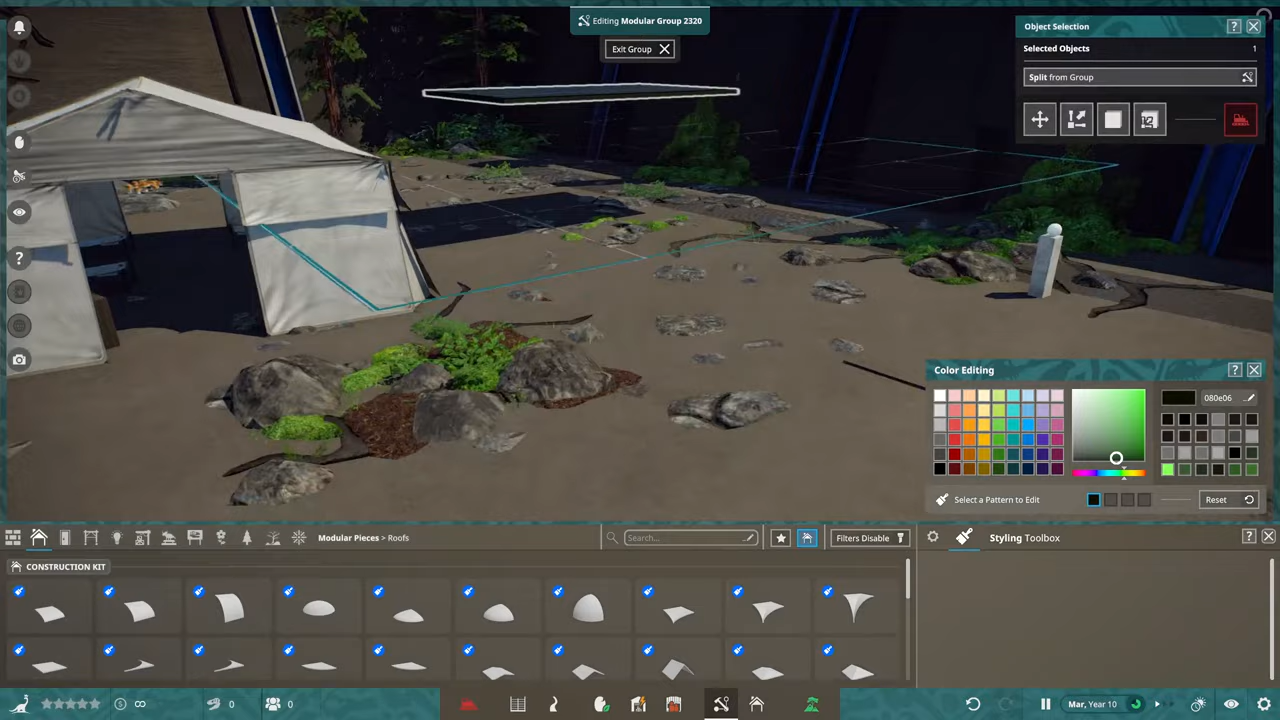 Editing Modular Group 2320
Exit Group
Object Selection
?
Selected Objects 1
Split from Group
12
?
Color Editing ?
080e06
Select a Pattern to Edit Reset
Modular Pieces > Roofs
Search...
Filters Disable
Styling Toolbox ?
CONSTRUCTION KIT
$ ∞
0
0
Mar, Year 10